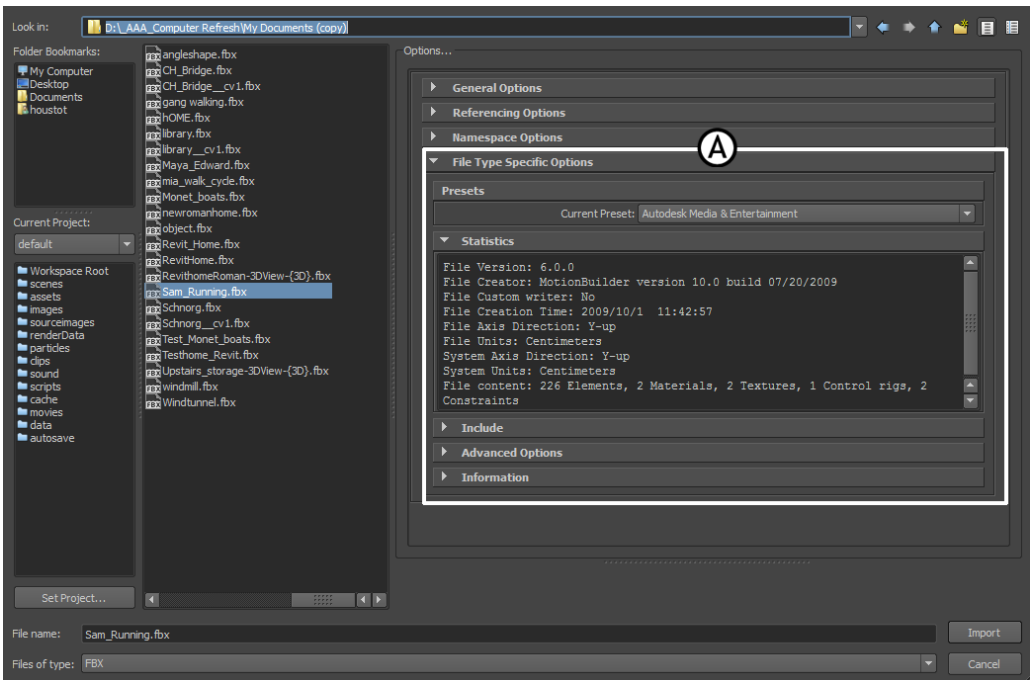 Look in:
D:\_AAA_Computer Refresh\My Documents (copy)
Folder Bookmarks:
My Computer
Desktop
Documents
houstot
Current Project:
default
Workspace Root
scenes
assets
images
sourceimages
renderData
particles
clips
sound
scripts
cache
movies
data
autosave
Set Project...
angleshape.fbx
CH_Bridge.fbx
CH_Bridge__cv1.fbx
gang walking.fbx
hOME.fbx
library.fbx
library__cv1.fbx
Maya_Edward.fbx
mia_walk_cycle.fbx
Monet_boats.fbx
newromanhome.fbx
object.fbx
Revit_Home.fbx
RevitHome.fbx
RevithomeRoman-3DView-{3D}.fbx
Sam_Running.fbx
Schnorg.fbx
Schnorg__cv1.fbx
Test_Monet_boats.fbx
Testhome_Revit.fbx
Upstairs_storage-3DView-{3D}.fbx
windmill.fbx
Windtunnel.fbx
Options...
General Options
Referencing Options
Namespace Options
A
File Type Specific Options
Presets
Current Preset: Autodesk Media & Entertainment
Statistics
File Version: 6.0.0
File Creator: MotionBuilder version 10.0 build 07/20/2009
File Custom writer: No
File Creation Time: 2009/10/1 11:42:57
File Axis Direction: Y-up
File Units: Centimeters
System Axis Direction: Y-up
System Units: Centimeters
File content: 226 Elements, 2 Materials, 2 Textures, 1 Control rigs, 2
Constraints
Include
Advanced Options
Information
File name: Sam_Running.fbx
Import
Files of type: FBX
Cancel